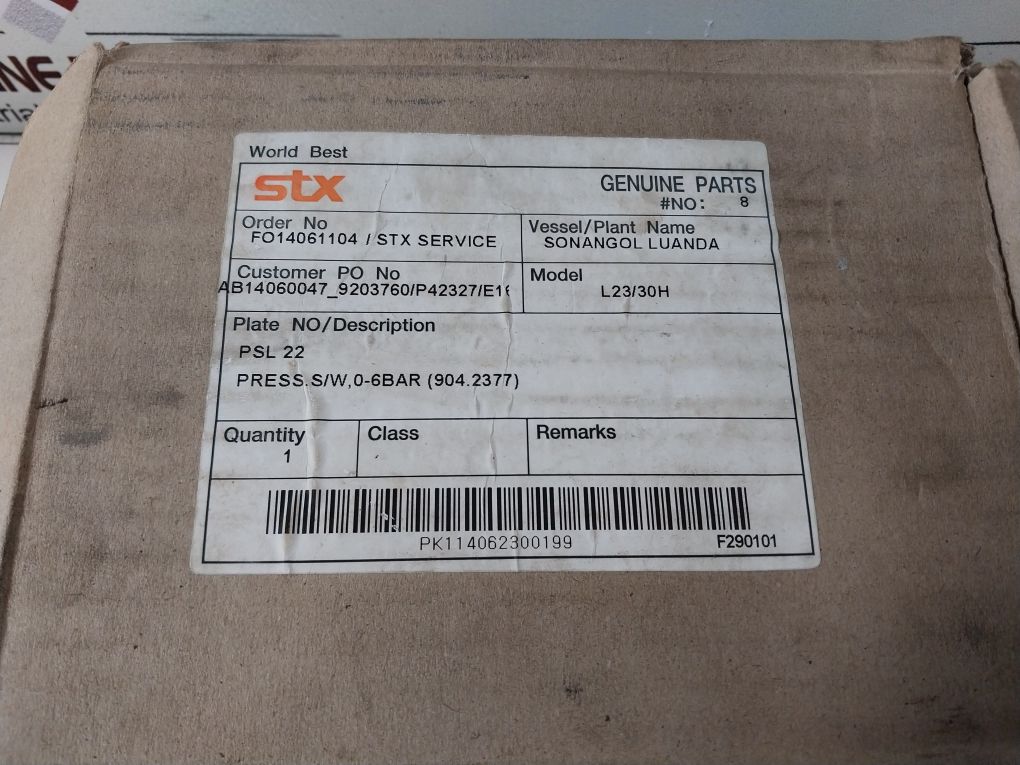 World Best
stx GENUINE PARTS
#NO: 8
Order No
FO14061104 / STX SERVICE
Vessel/Plant Name
SONANGOL LUANDA
Customer PO No
AB14060047_9203760/P42327/E1
Model
L23/30H
Plate NO/Description
PSL 22
PRESS.S/W,0-6BAR (904.2377)
Quantity
1
Class
Remarks
PK114062300199
F290101